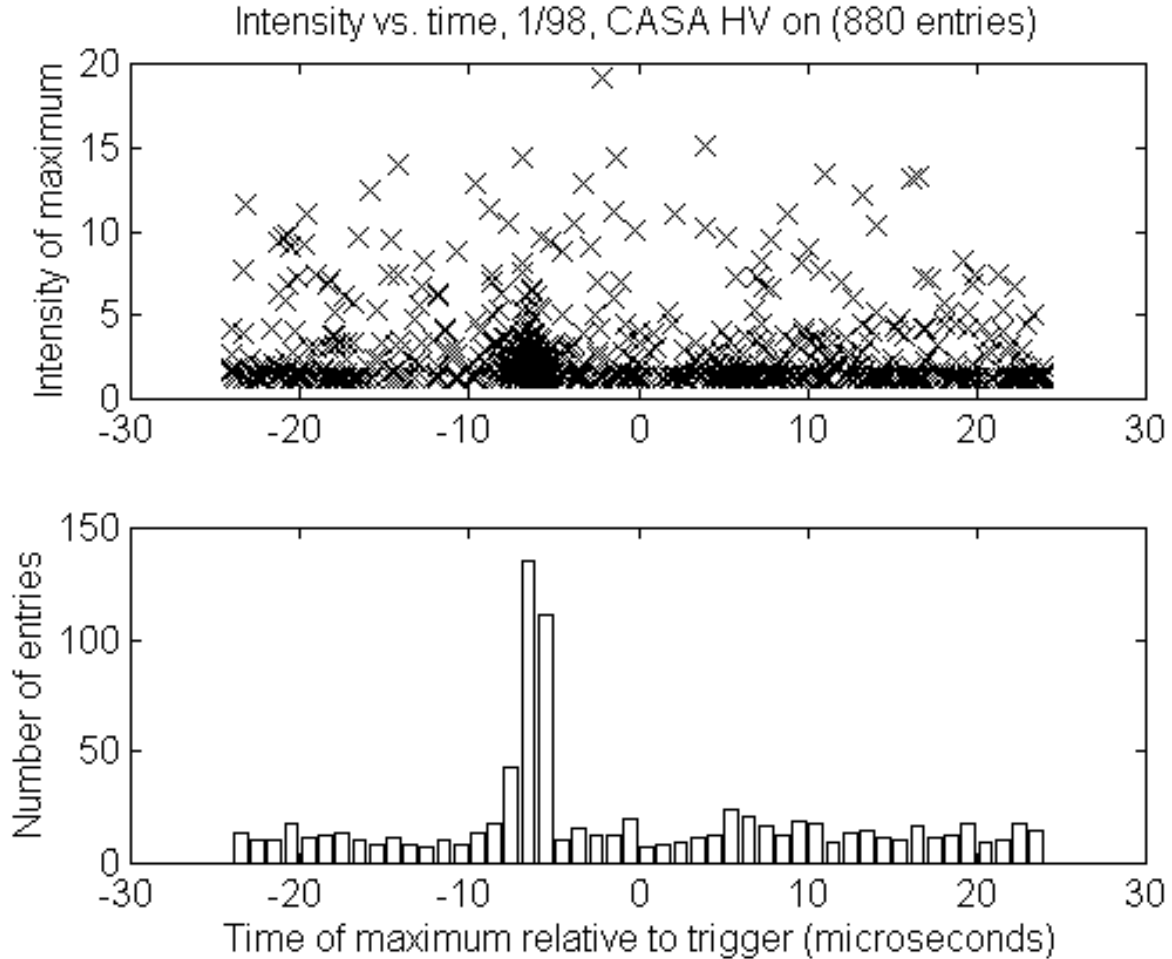 Intensity vs. time, 1/98, CASA HV on (880 entries)
Intensity of maximum
20
15
10
5
0
-30 -20 -10 0 10 20 30
Number of entries
150
100
50
0
-30 -20 -10 0 10 20 30
Time of maximum relative to trigger (microseconds)